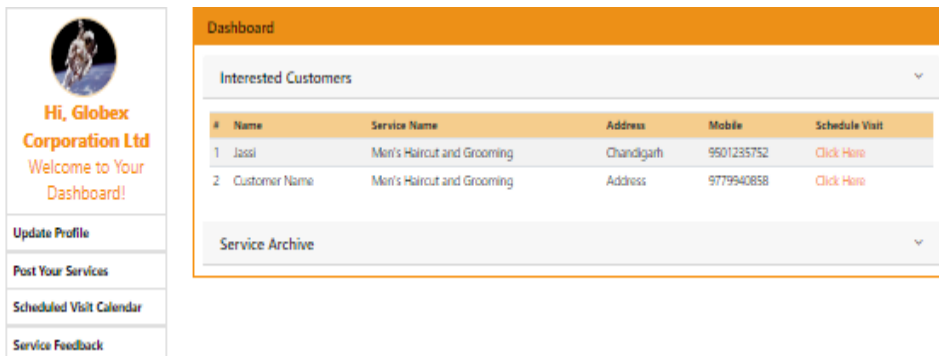 Hi, Globex
Corporation Ltd
Welcome to Your
Dashboard!
Update Profile
Post Your Services
Scheduled Visit Calendar
Service Feedback
Dashboard
Interested Customers
# Name Service Name Address Mobile Schedule Visit
1 Jassi Men's Haircut and Grooming Chandigarh 9501235752 Click Here
2 Customer Name Men's Haircut and Grooming Address 9779940858 Click Here
Service Archive